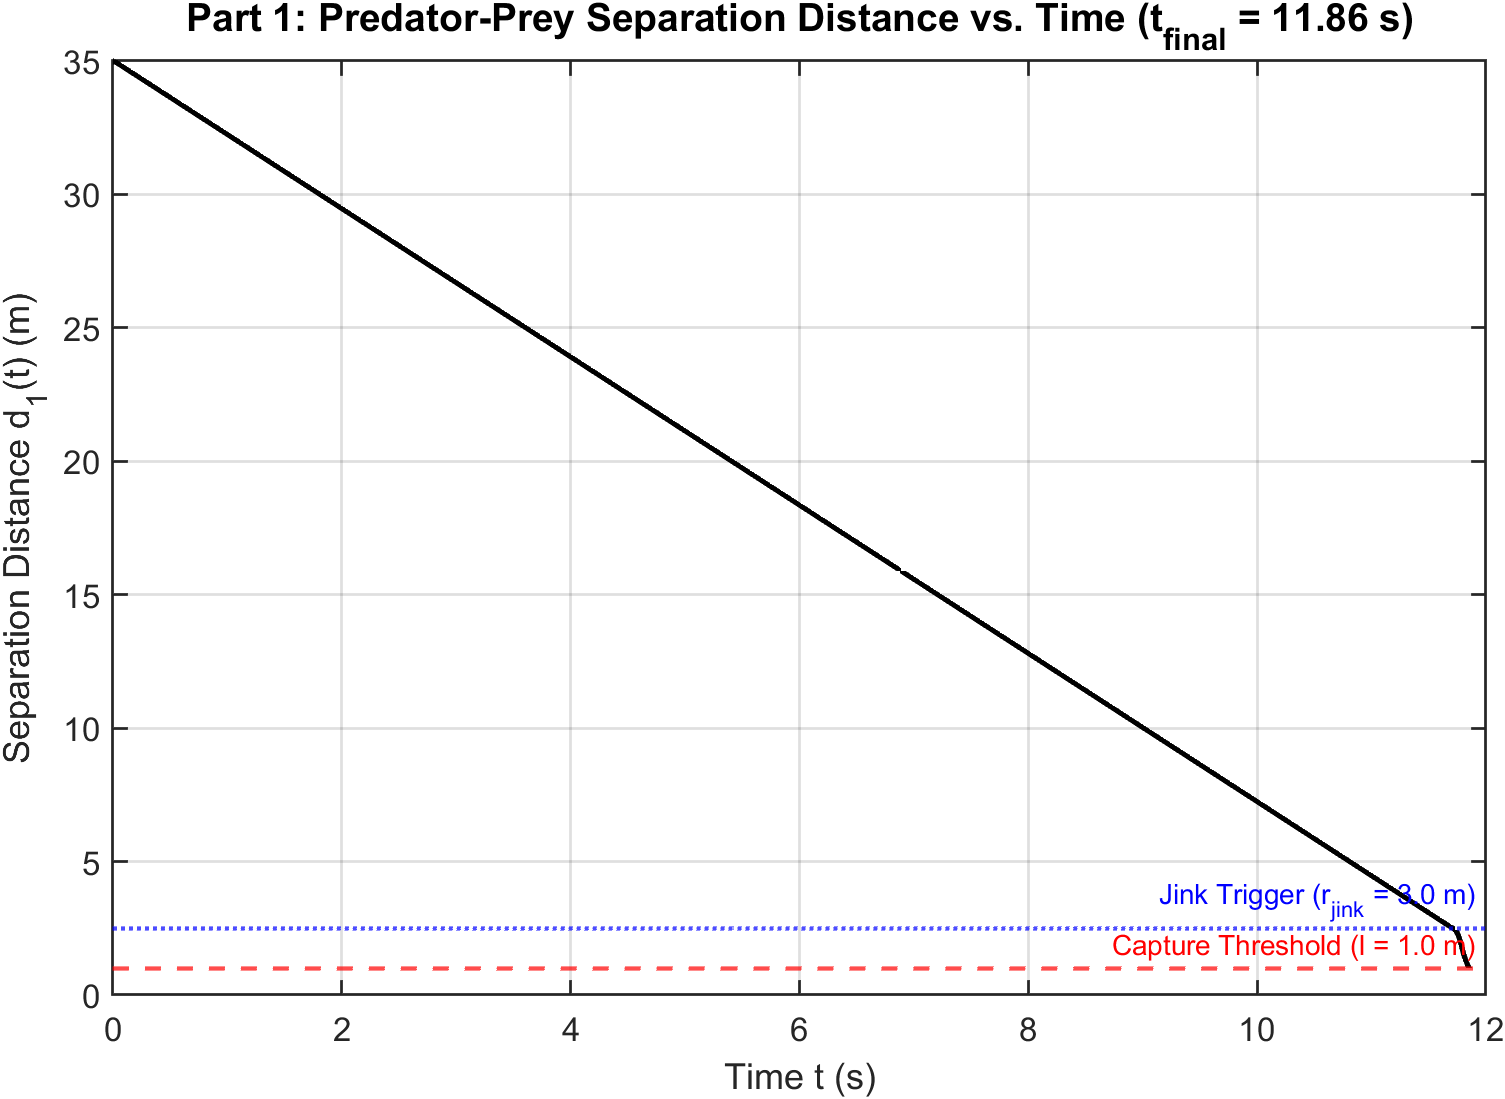 Part 1: Predator-Prey Separation Distance vs. Time (t_final = 11.86 s)
Separation Distance d_1(t) (m)
35
30
25
20
15
10
5
0
Jink Trigger (r_jink = 3.0 m)
Capture Threshold (l = 1.0 m)
0 2 4 6 8 10 12
Time t (s)